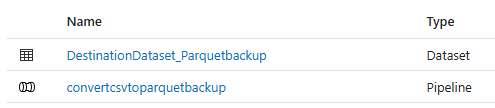 Name Type
DestinationDataset_Parquetbackup Dataset
convertcsvtoparquetbackup Pipeline